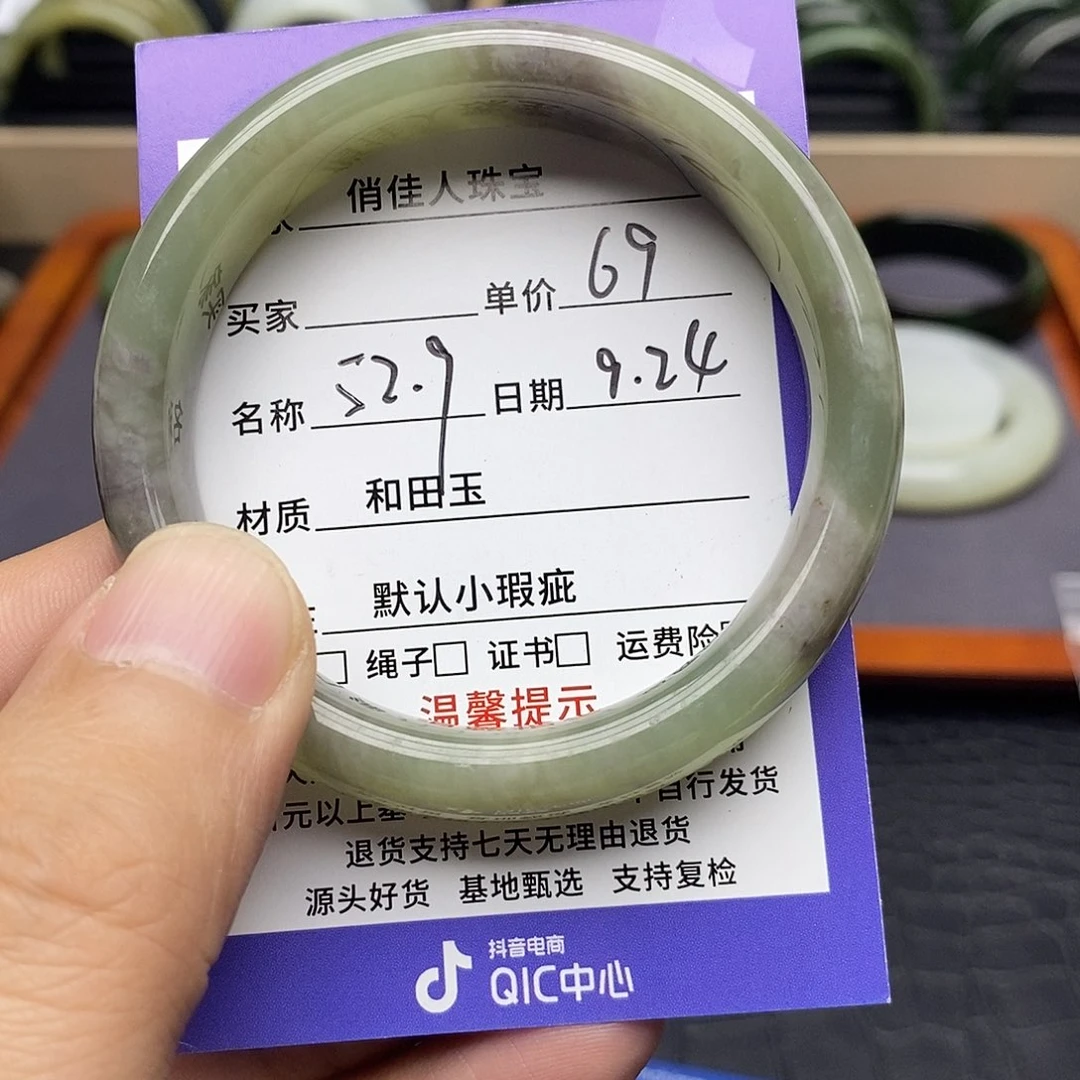 俏佳人珠宝
买家 单价 69
名称 52.9 日期 9.24
材质 和田玉
默认小瑕疵
绳子□ 证书□ 运费险
温馨提示
元以上基 自行发货
退货支持七天无理由退货
源头好货 基地甄选 支持复检
抖音电商
QIC中心